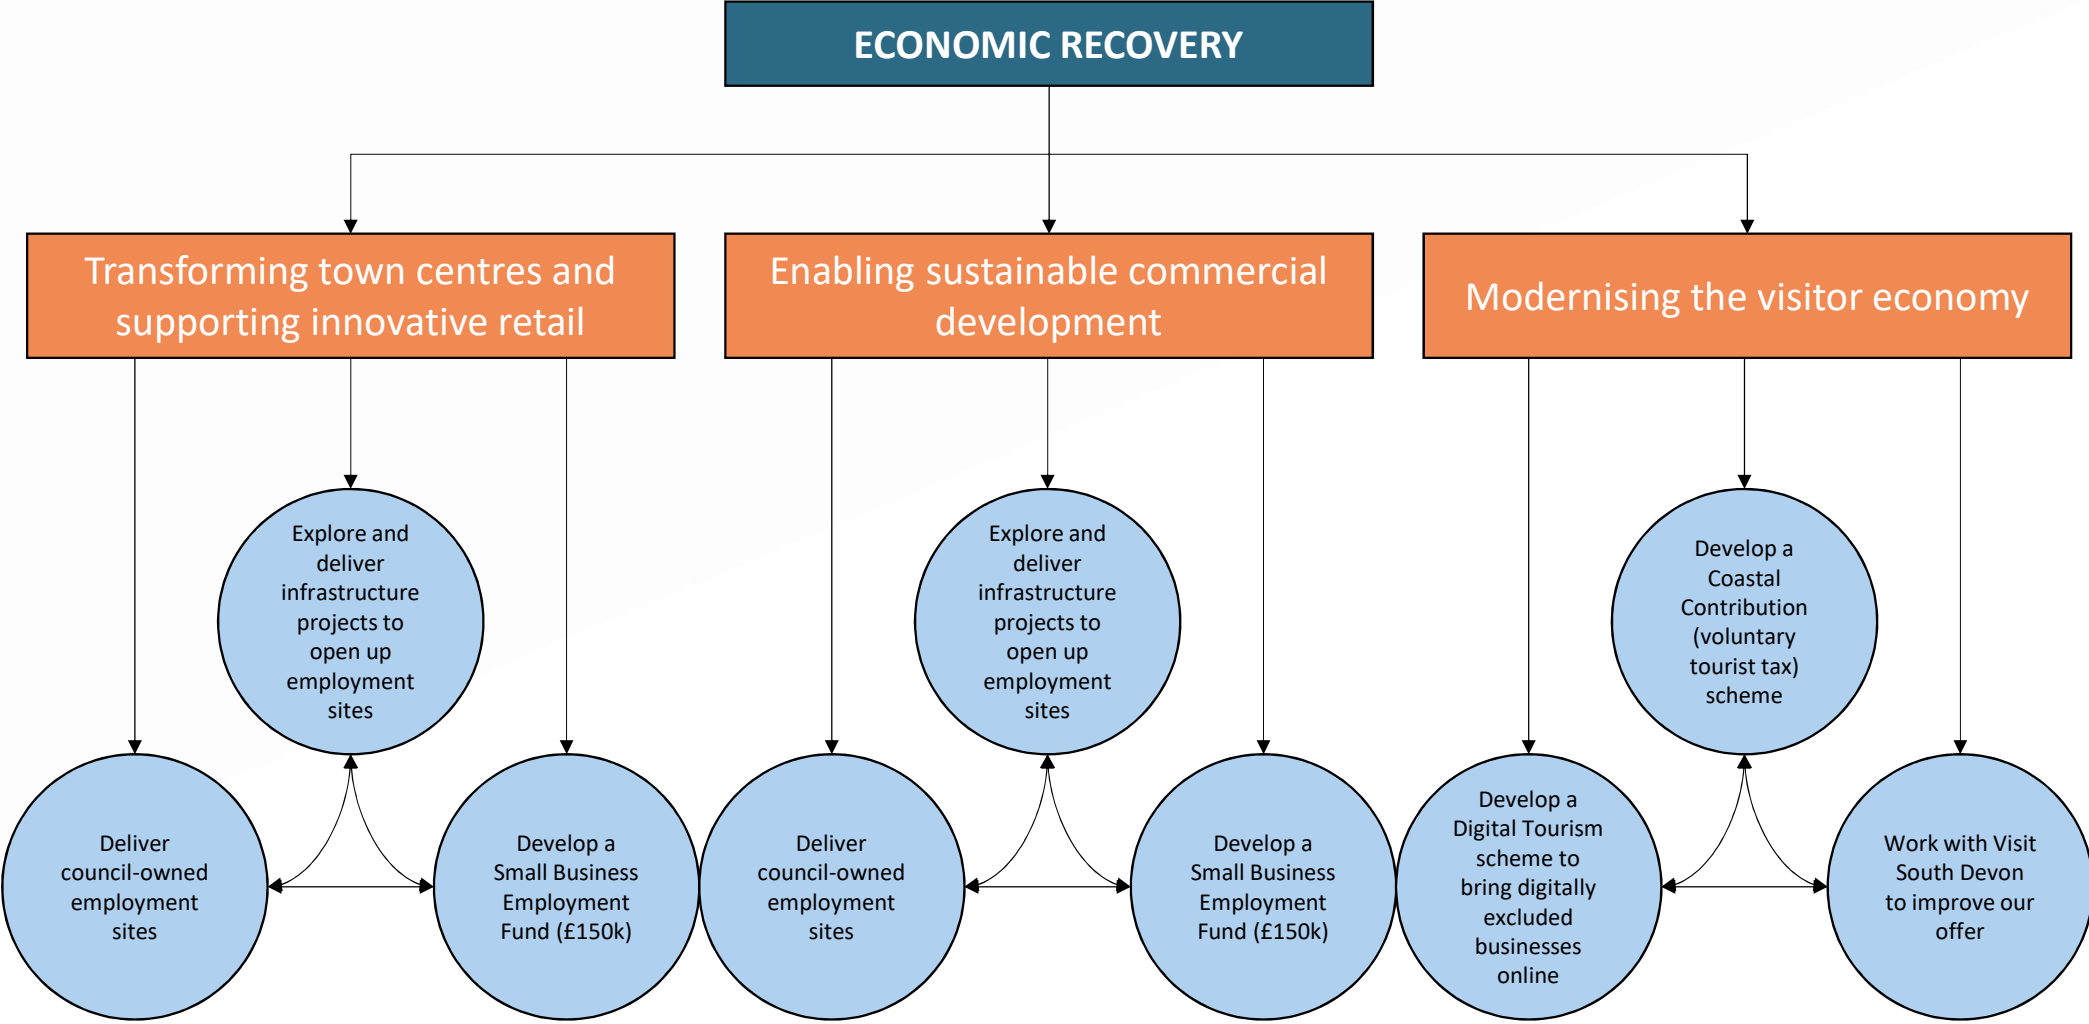 ECONOMIC RECOVERY
Transforming town centres and
supporting innovative retail
Enabling sustainable commercial
development
Modernising the visitor economy
Explore and
deliver
infrastructure
projects to
open up
employment
sites
Deliver
council-owned
employment
sites
Develop a
Small Business
Employment
Fund (£150k)
Explore and
deliver
infrastructure
projects to
open up
employment
sites
Deliver
council-owned
employment
sites
Develop a
Small Business
Employment
Fund (£150k)
Develop a
Coastal
Contribution
(voluntary
tourist tax)
scheme
Develop a
Digital Tourism
scheme to
bring digitally
excluded
businesses
online
Work with Visit
South Devon
to improve our
offer